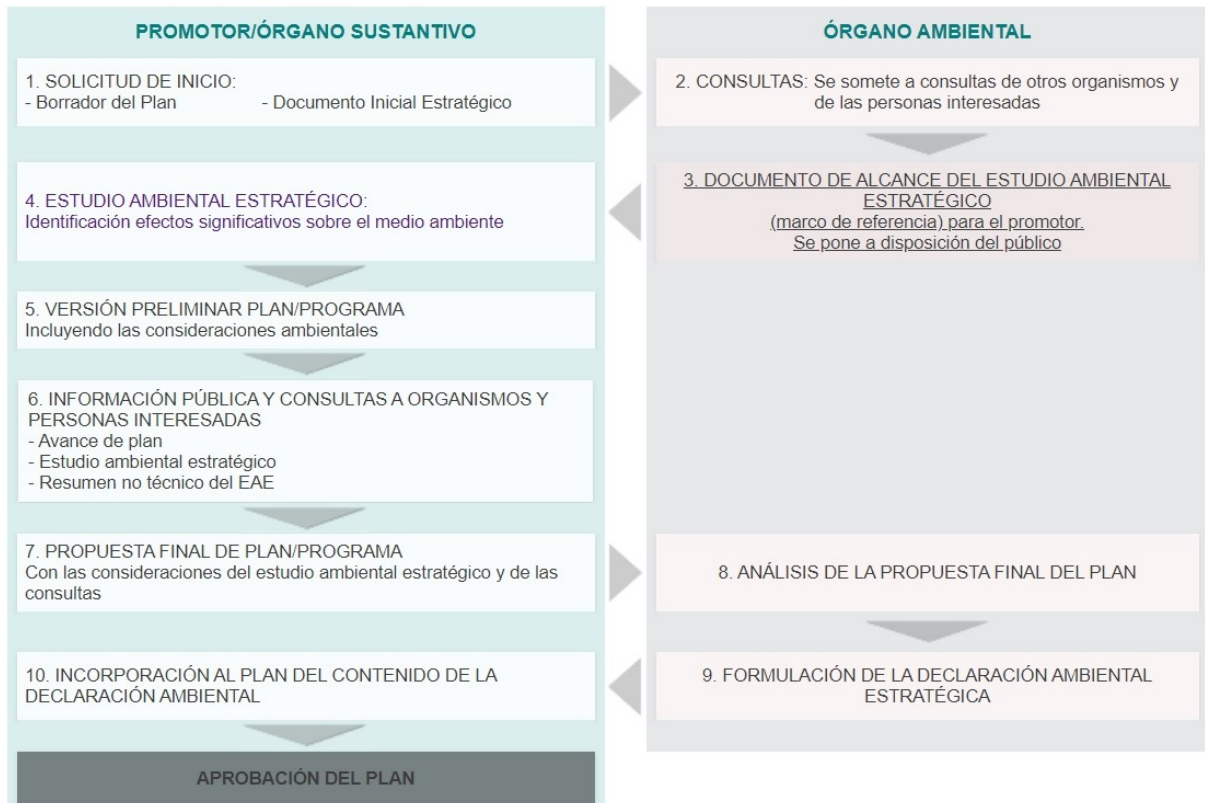 PROMOTOR/ÓRGANO SUSTANTIVO
ÓRGANO AMBIENTAL
1. SOLICITUD DE INICIO:
- Borrador del Plan - Documento Inicial Estratégico
2. CONSULTAS: Se somete a consultas de otros organismos y
de las personas interesadas
3. DOCUMENTO DE ALCANCE DEL ESTUDIO AMBIENTAL
ESTRATÉGICO
(marco de referencia) para el promotor.
Se pone a disposición del público
4. ESTUDIO AMBIENTAL ESTRATÉGICO:
Identificación efectos significativos sobre el medio ambiente
5. VERSIÓN PRELIMINAR PLAN/PROGRAMA
Incluyendo las consideraciones ambientales
6. INFORMACIÓN PÚBLICA Y CONSULTAS A ORGANISMOS Y
PERSONAS INTERESADAS
- Avance de plan
- Estudio ambiental estratégico
- Resumen no técnico del EAE
7. PROPUESTA FINAL DE PLAN/PROGRAMA
Con las consideraciones del estudio ambiental estratégico y de las
consultas
8. ANÁLISIS DE LA PROPUESTA FINAL DEL PLAN
9. FORMULACIÓN DE LA DECLARACIÓN AMBIENTAL
ESTRATÉGICA
10. INCORPORACIÓN AL PLAN DEL CONTENIDO DE LA
DECLARACIÓN AMBIENTAL
APROBACIÓN DEL PLAN